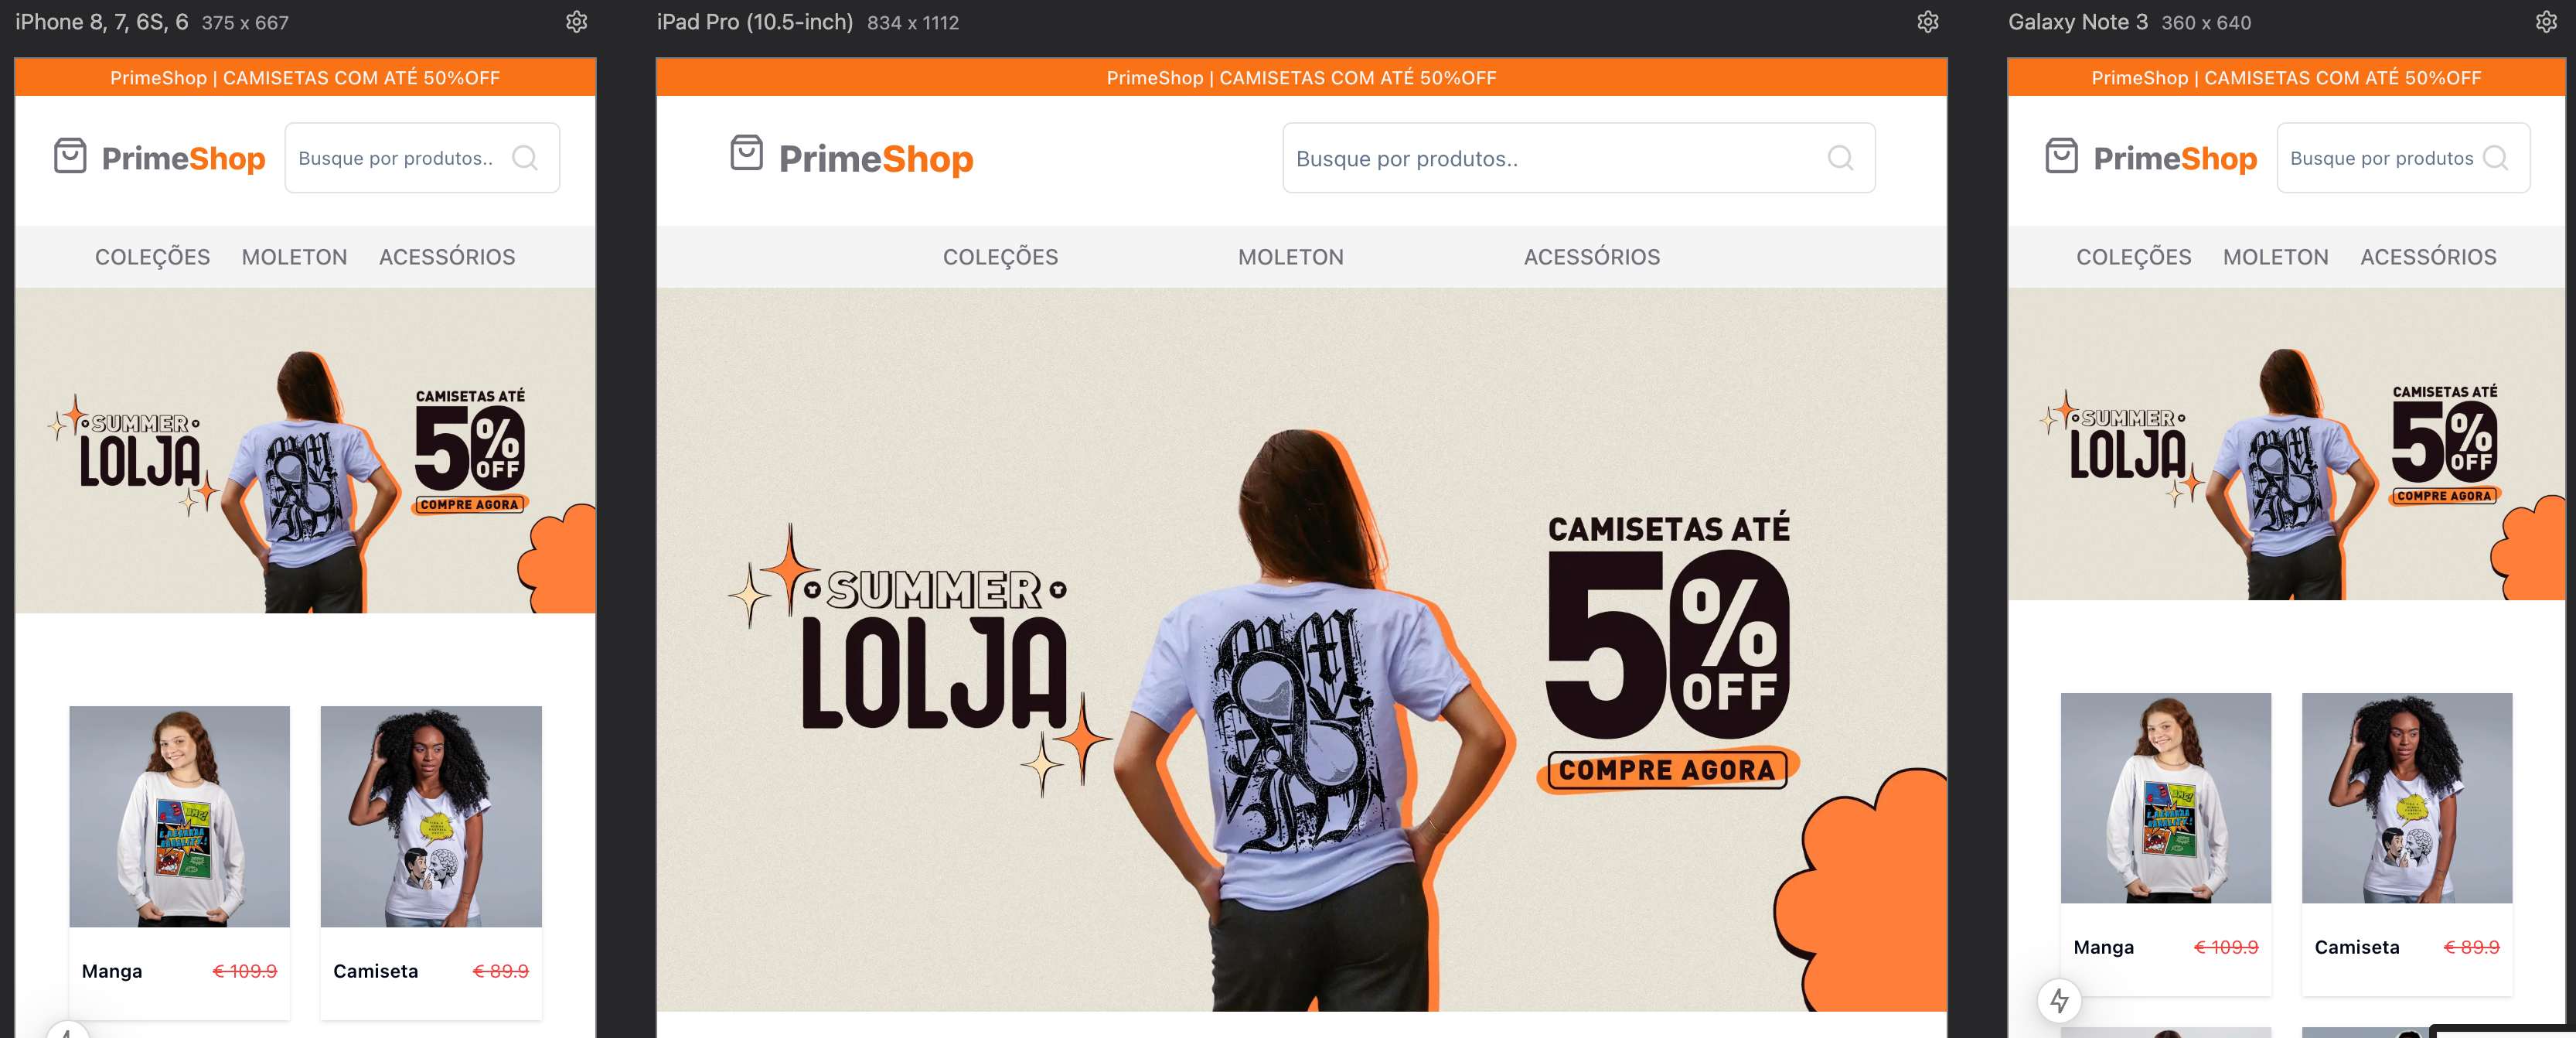 iPhone 8, 7, 6S, 6 375 x 667
PrimeShop | CAMISETAS COM ATÉ 50%OFF
PrimeShop
Busque por produtos..
COLEÇÕES MOLETON ACESSÓRIOS
SUMMER
LOLJA
CAMISETAS ATÉ
50%
OFF
COMPRE AGORA
Manga € 109.9
Camiseta € 89.9
iPad Pro (10.5-inch) 834 x 1112
PrimeShop | CAMISETAS COM ATÉ 50%OFF
PrimeShop
Busque por produtos..
COLEÇÕES MOLETON ACESSÓRIOS
SUMMER
LOLJA
CAMISETAS ATÉ
50%
OFF
COMPRE AGORA
Galaxy Note 3 360 x 640
PrimeShop | CAMISETAS COM ATÉ 50%OFF
PrimeShop
Busque por produtos
COLEÇÕES MOLETON ACESSÓRIOS
SUMMER
LOLJA
CAMISETAS ATÉ
50%
OFF
COMPRE AGORA
Manga € 109.9
Camiseta € 89.9